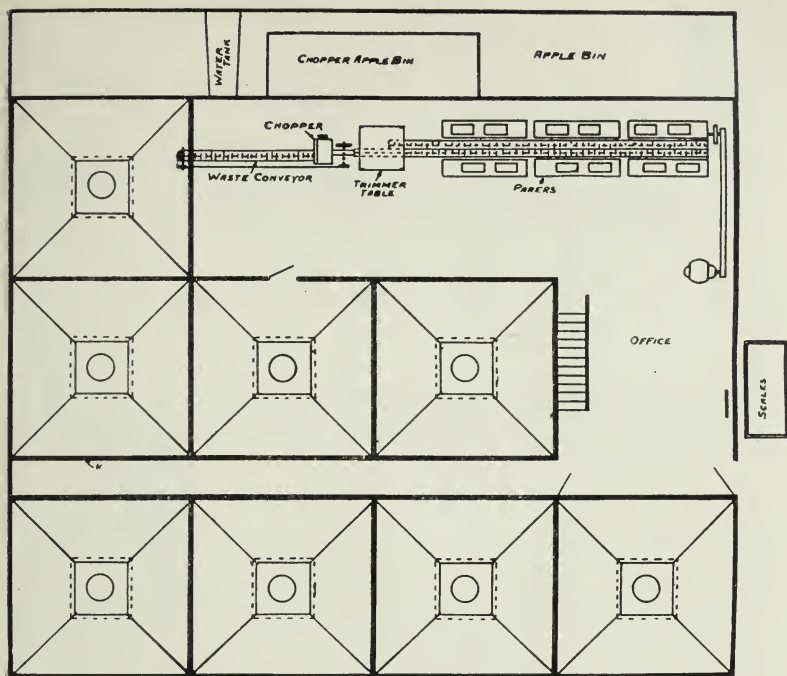 WATER
TANK
CHOPPER APPLE BIN
APPLE BIN
CHOPPER
WASTE CONVEYOR
TRIMMER
TABLE
PARERS
OFFICE
SCALES
K